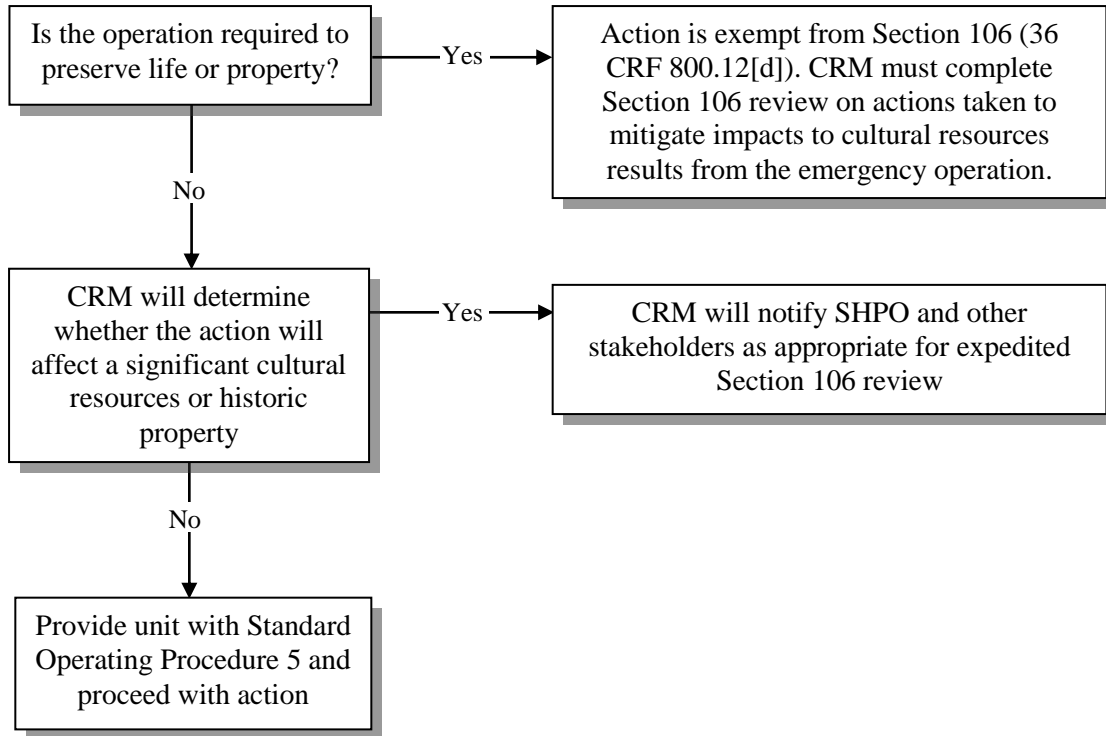 Is the operation required to
preserve life or property?
Yes
Action is exempt from Section 106 (36
CRF 800.12[d]). CRM must complete
Section 106 review on actions taken to
mitigate impacts to cultural resources
results from the emergency operation.
No
CRM will determine
whether the action will
affect a significant cultural
resources or historic
property
Yes
CRM will notify SHPO and other
stakeholders as appropriate for expedited
Section 106 review
No
Provide unit with Standard
Operating Procedure 5 and
proceed with action